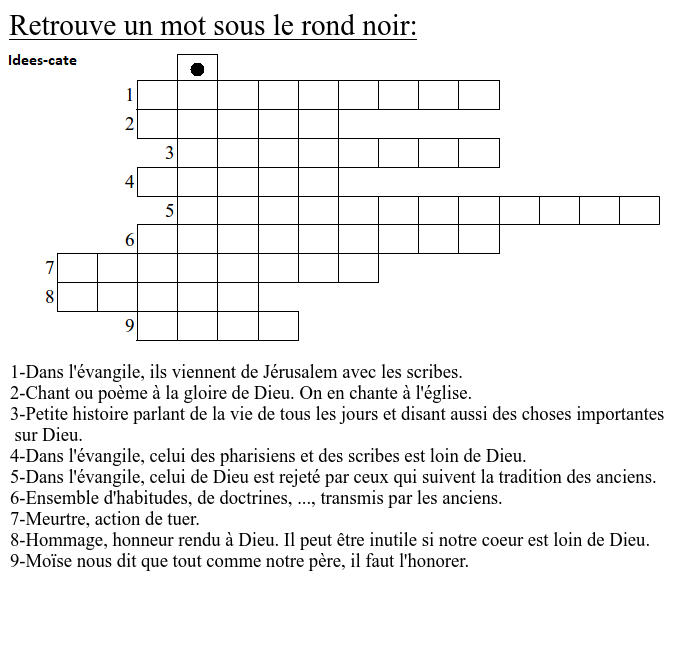 Retrouve un mot sous le rond noir:
Idees-cate
1
2
3
4
5
6
7
8
9
1-Dans l'évangile, ils viennent de Jérusalem avec les scribes.
2-Chant ou poème à la gloire de Dieu. On en chante à l'église.
3-Petite histoire parlant de la vie de tous les jours et disant aussi des choses importantes
sur Dieu.
4-Dans l'évangile, celui des pharisiens et des scribes est loin de Dieu.
5-Dans l'évangile, celui de Dieu est rejeté par ceux qui suivent la tradition des anciens.
6-Ensemble d'habitudes, de doctrines, ..., transmis par les anciens.
7-Meurtre, action de tuer.
8-Hommage, honneur rendu à Dieu. Il peut être inutile si notre coeur est loin de Dieu.
9-Moïse nous dit que tout comme notre père, il faut l'honorer.